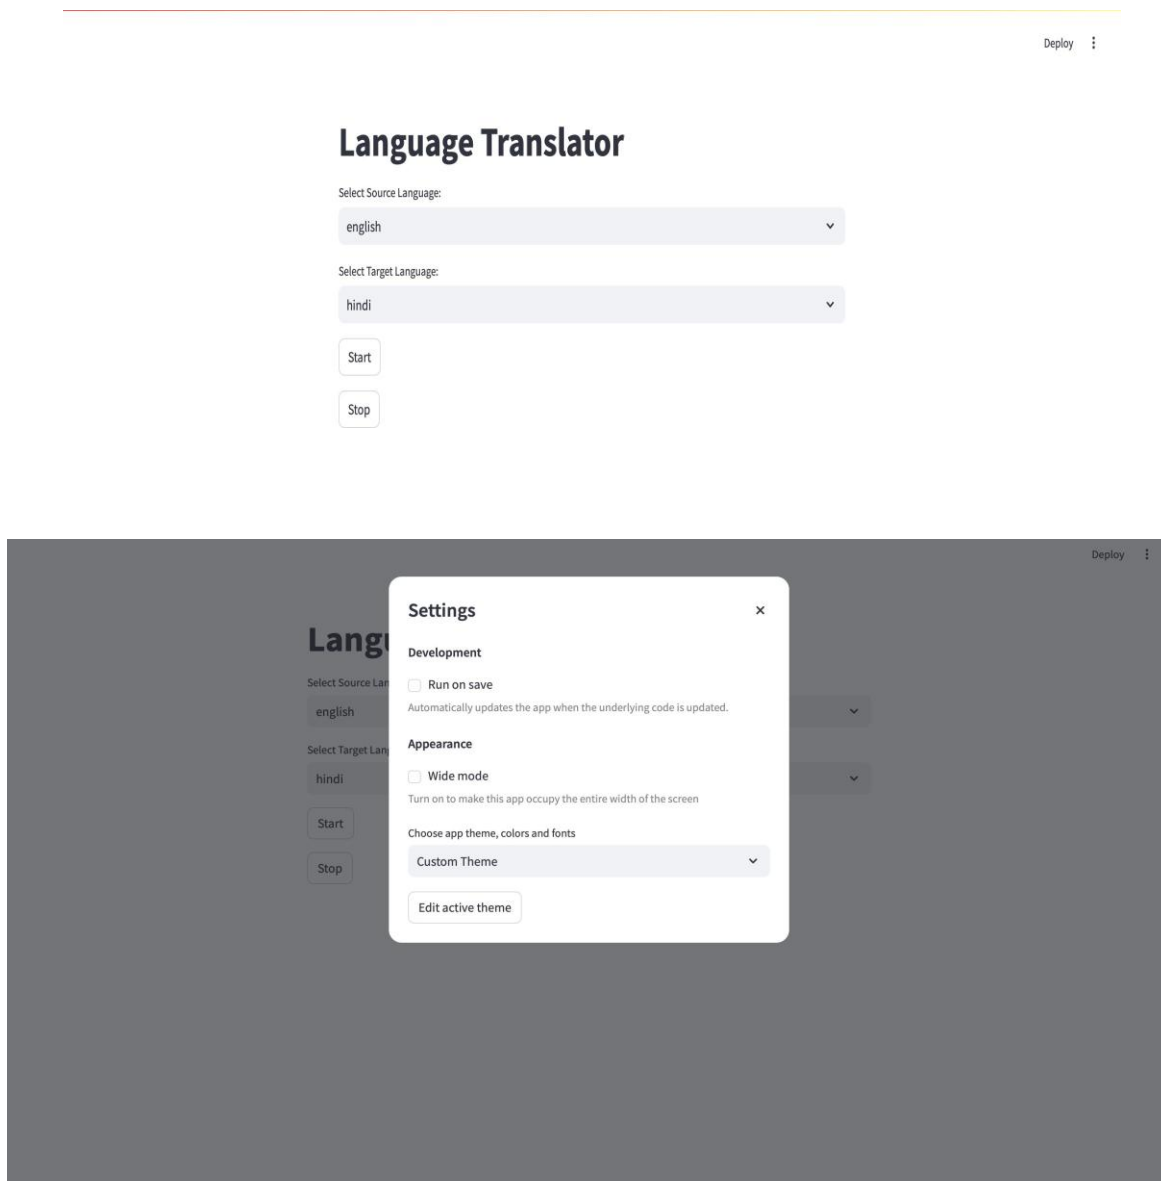 Deploy
Language Translator
Select Source Language:
english
Select Target Language:
hindi
Start
Stop
Deploy
Settings
Langu
Development
Select Source Lan
Run on save
english
Automatically updates the app when the underlying code is updated.
Appearance
Select Target Lang
hindi
Wide mode
Turn on to make this app occupy the entire width of the screen
Start
Choose app theme, colors and fonts
Custom Theme
Stop
Edit active theme